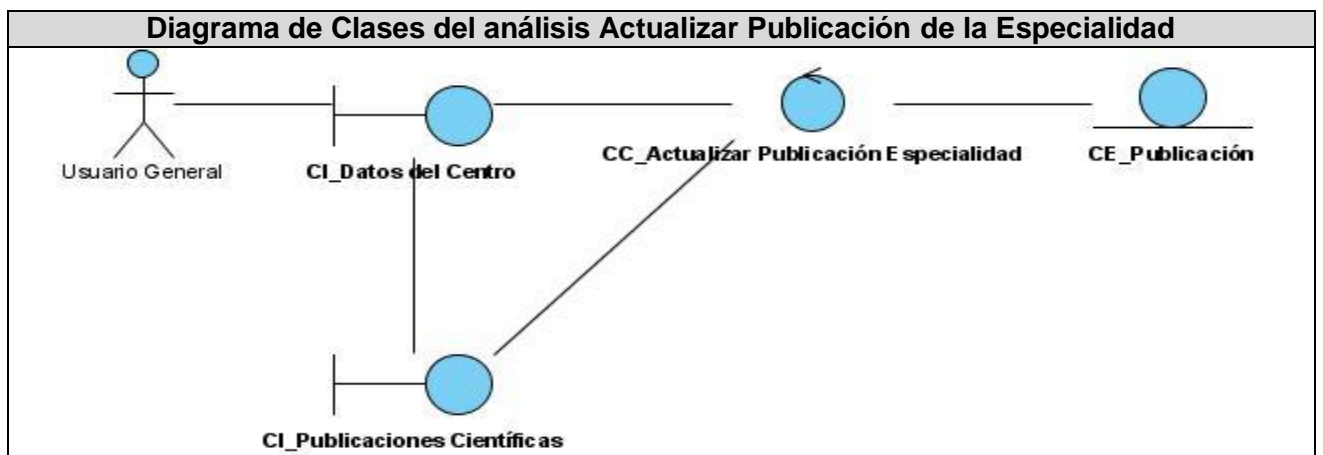 Diagrama de Clases del análisis Actualizar Publicación de la Especialidad
Usuario General
CI_Datos del Centro
CC_Actualizar Publicación Especialidad
CE_Publicación
CI_Publicaciones Científicas